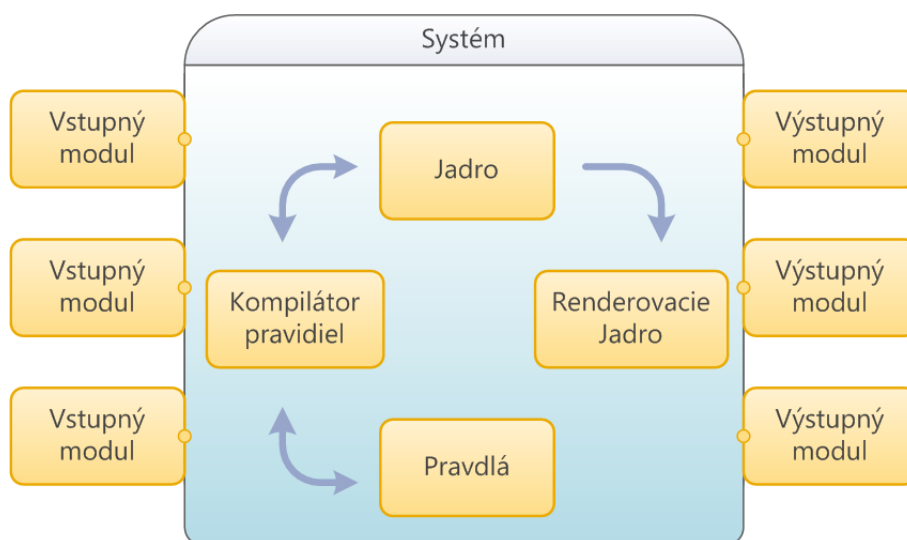 Systém
Vstupný
modul
Jadro
Výstupný
modul
Vstupný
modul
Kompilátor
pravidiel
Renderovacie
Jadro
Výstupný
modul
Vstupný
modul
Pravdlá
Výstupný
modul